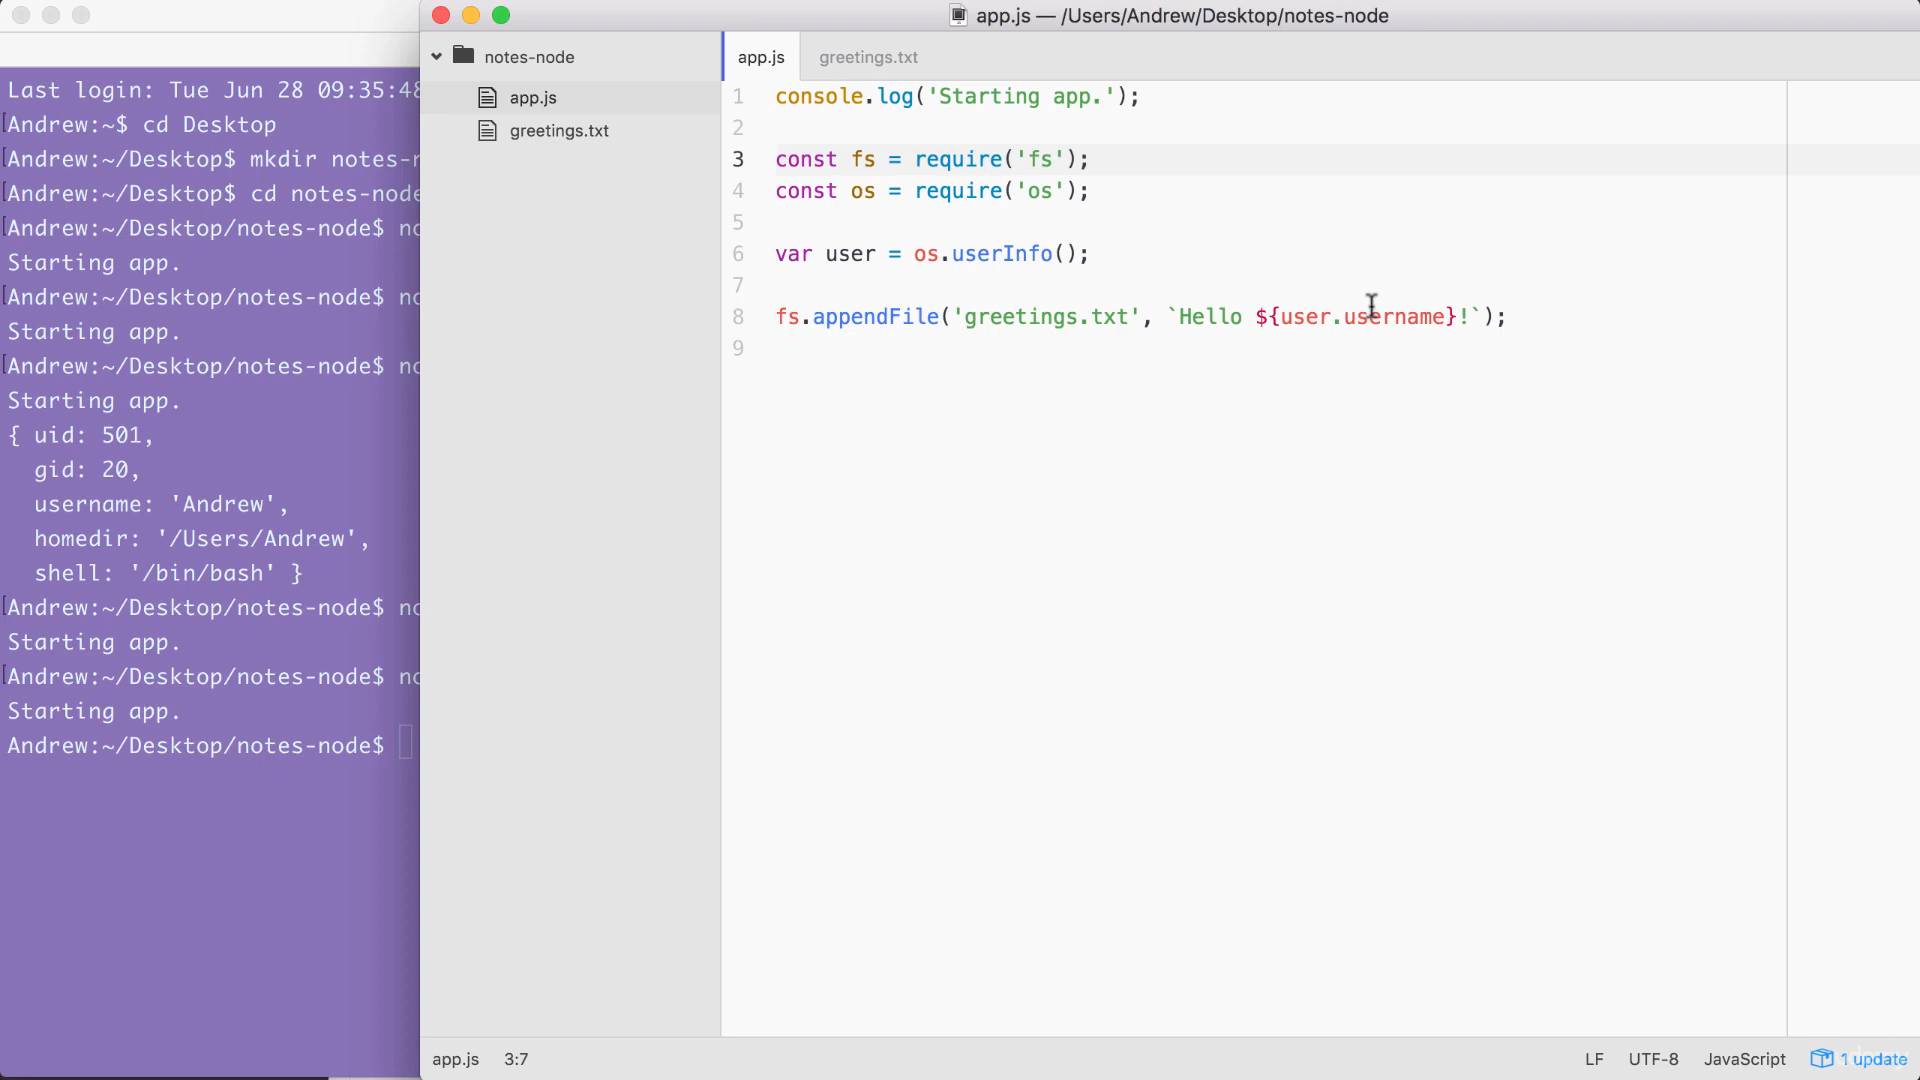 Last login: Tue Jun 28 09:35:48
Andrew:~$ cd Desktop
Andrew:~/Desktop$ mkdir notes-
Andrew:~/Desktop$ cd notes-node
Andrew:~/Desktop/notes-node$
Starting app.
Andrew:~/Desktop/notes-node$
Starting app.
Andrew:~/Desktop/notes-node$
Starting app.
{ uid: 501,
gid: 20,
username: 'Andrew',
homedir: '/Users/Andrew',
shell: '/bin/bash' }
Andrew:~/Desktop/notes-node$
Starting app.
Andrew:~/Desktop/notes-node$
Starting app.
Andrew:~/Desktop/notes-node$
app.js — /Users/Andrew/Desktop/notes-node
notes-node
app.js
greetings.txt
app.js greetings.txt
1 console.log('Starting app.');
2
3 const fs = require('fs');
4 const os = require('os');
5
6 var user = os.userInfo();
7
8 fs.appendFile('greetings.txt', `Hello ${user.username}!`);
9
app.js 3:7 LF UTF-8 JavaScript 1 update